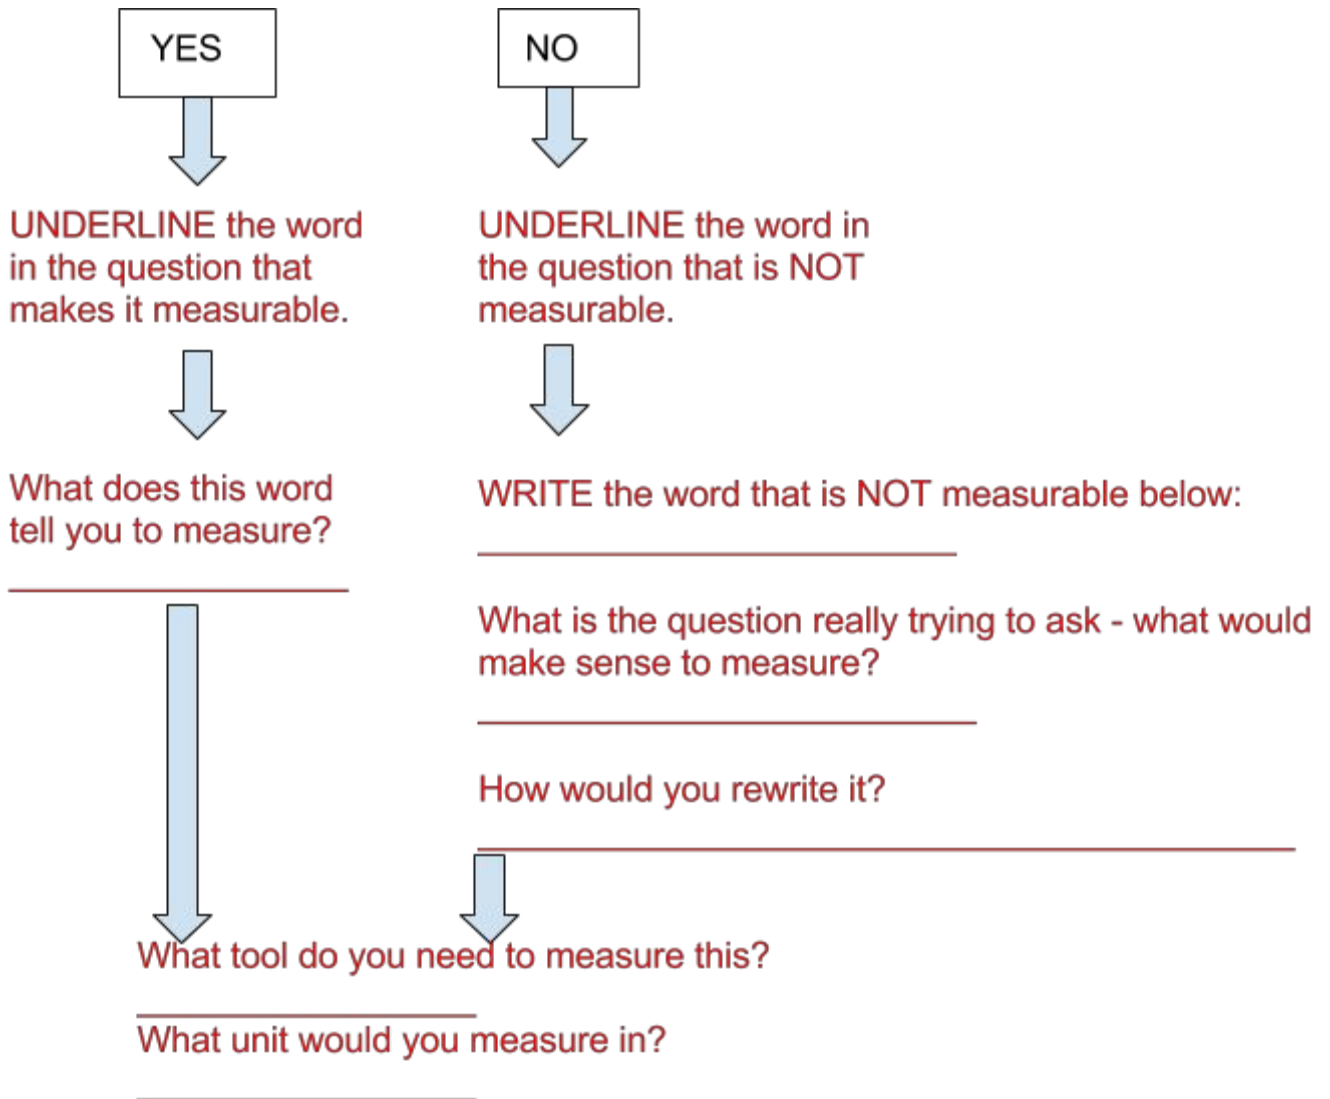 YES
NO
UNDERLINE the word
in the question that
makes it measurable.
UNDERLINE the word in
the question that is NOT
measurable.
What does this word
tell you to measure?
WRITE the word that is NOT measurable below:
What is the question really trying to ask - what would
make sense to measure?
How would you rewrite it?
What tool do you need to measure this?
What unit would you measure in?